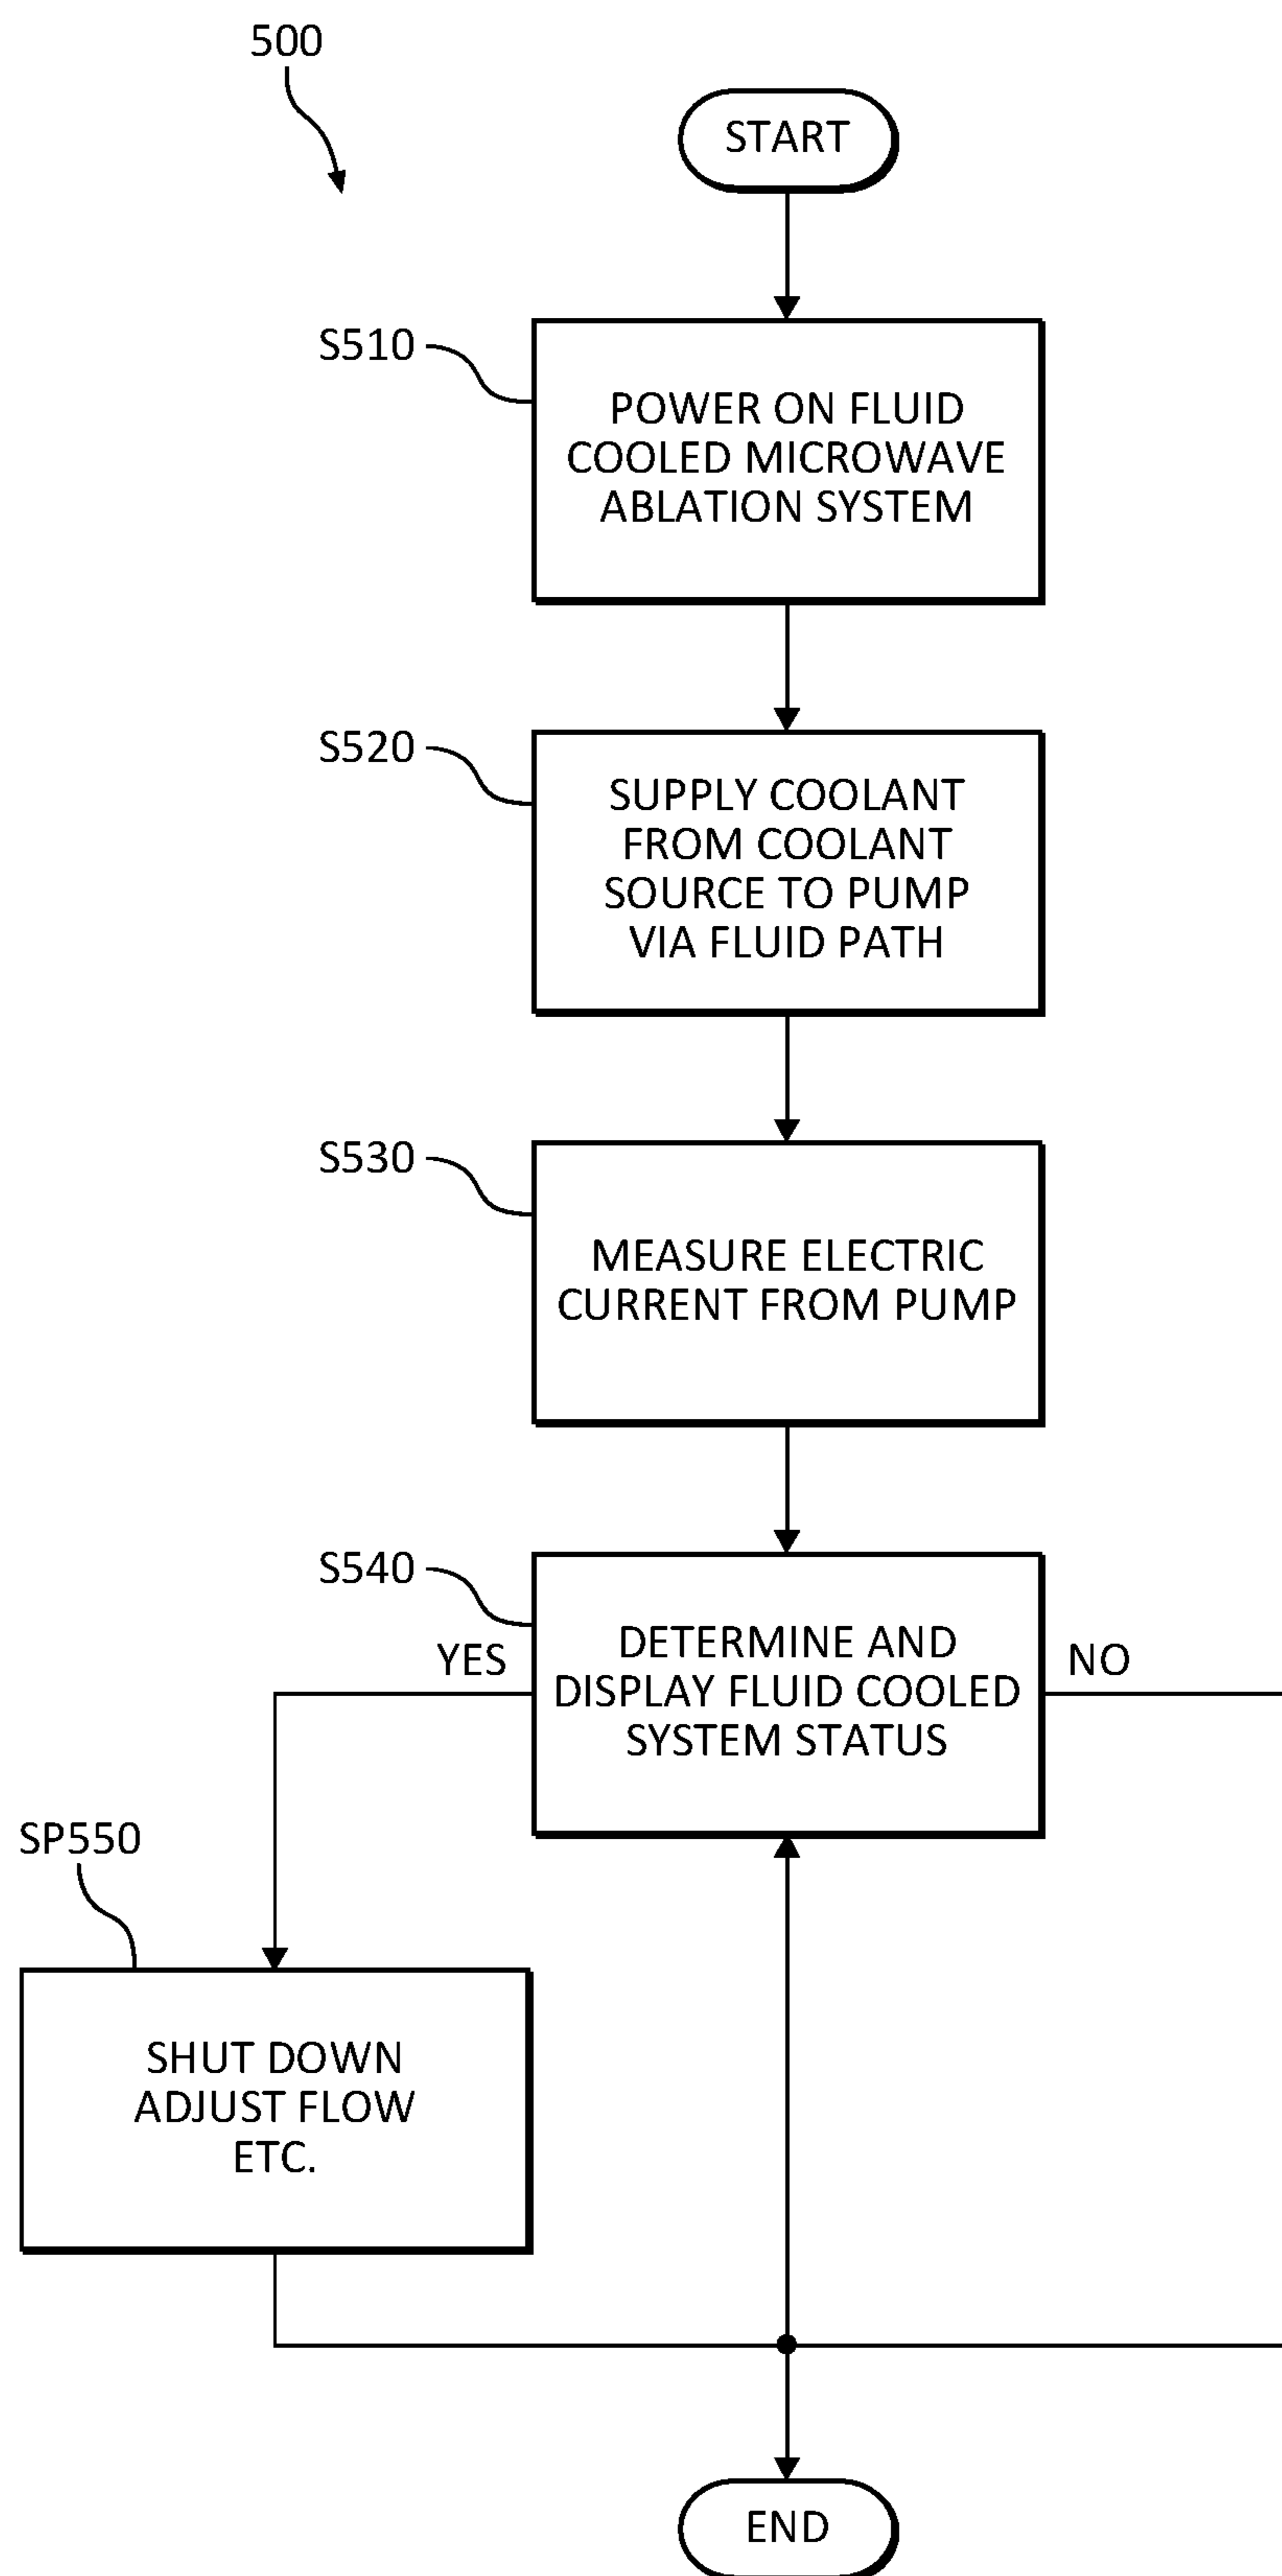 500
START
S510
POWER ON FLUID
COOLED MICROWAVE
ABLATION SYSTEM
S520
SUPPLY COOLANT
FROM COOLANT
SOURCE TO PUMP
VIA FLUID PATH
S530
MEASURE ELECTRIC
CURRENT FROM PUMP
S540
DETERMINE AND
DISPLAY FLUID COOLED
SYSTEM STATUS
YES
NO
SP550
SHUT DOWN
ADJUST FLOW
ETC.
END